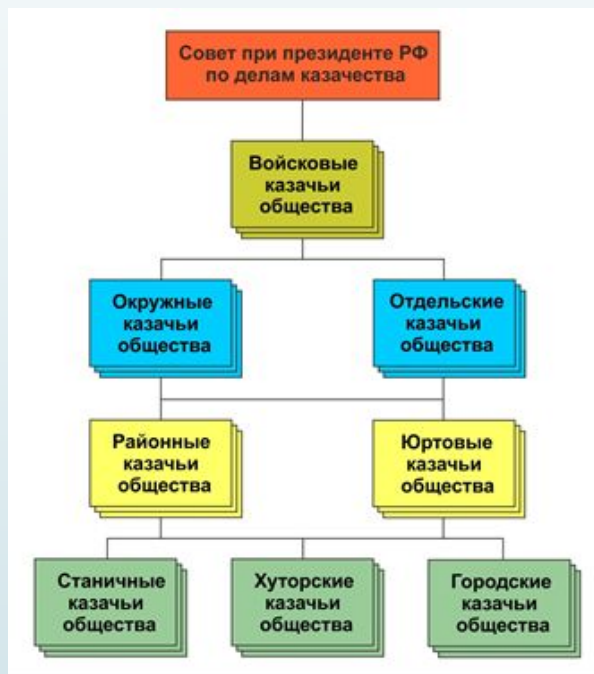 Совет при президенте РФ
по делам казачества
Войсковые
казачьи
общества
Окружные
казачьи
общества
Отдельские
казачьи
общества
Районные
казачьи
общества
Юртовые
казачьи
общества
Станичные
казачьи
общества
Хуторские
казачьи
общества
Городские
казачьи
общества